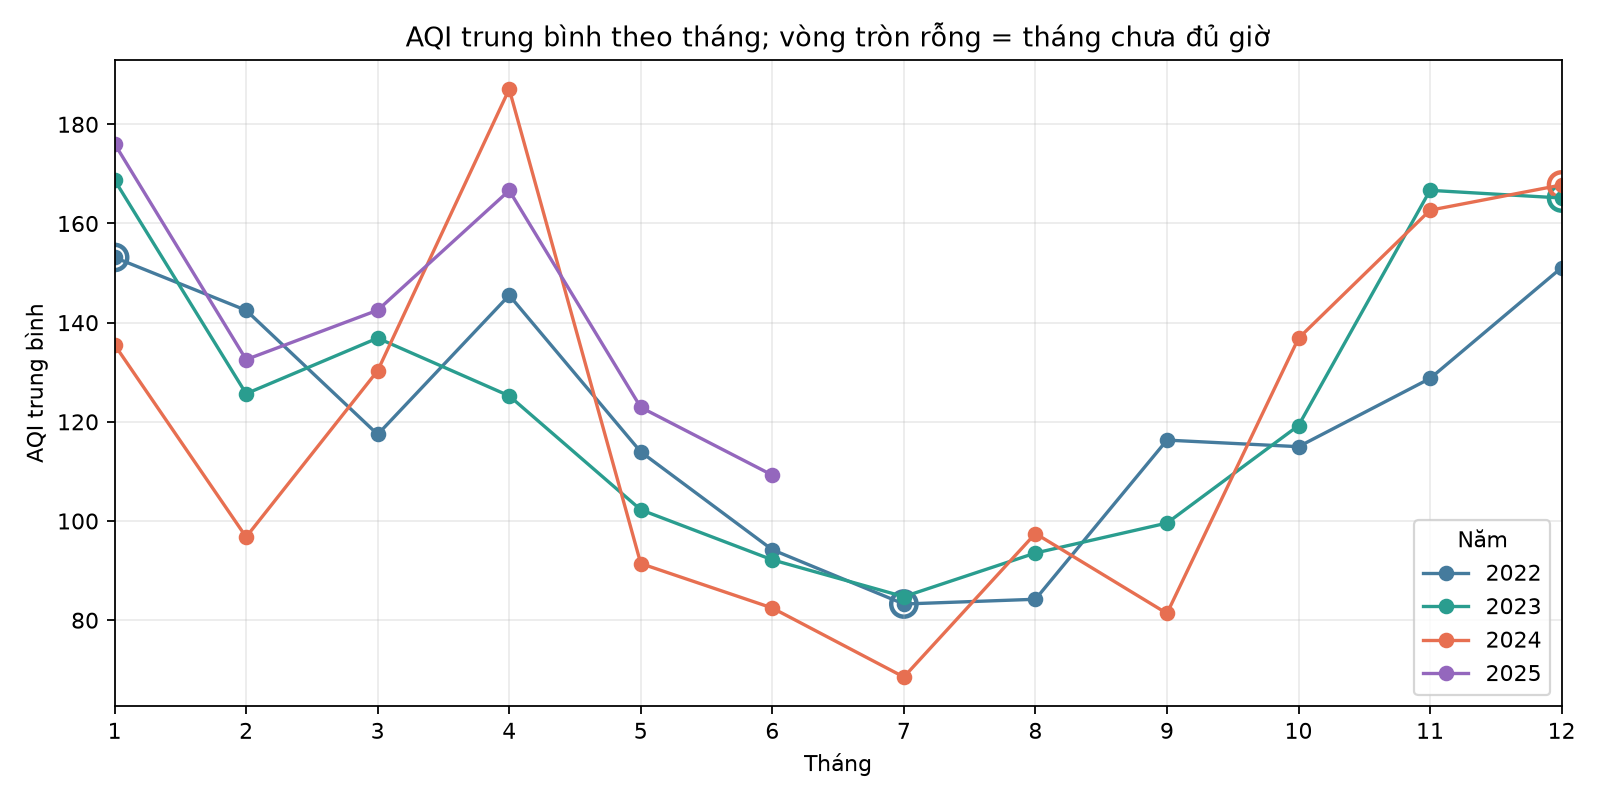 AQI trung bình theo tháng; vòng tròn rỗng = tháng chưa đủ giờ
AQI trung bình
180
160
140
120
100
80
1 2 3 4 5 6 7 8 9 10 11 12
Tháng
Năm
2022
2023
2024
2025